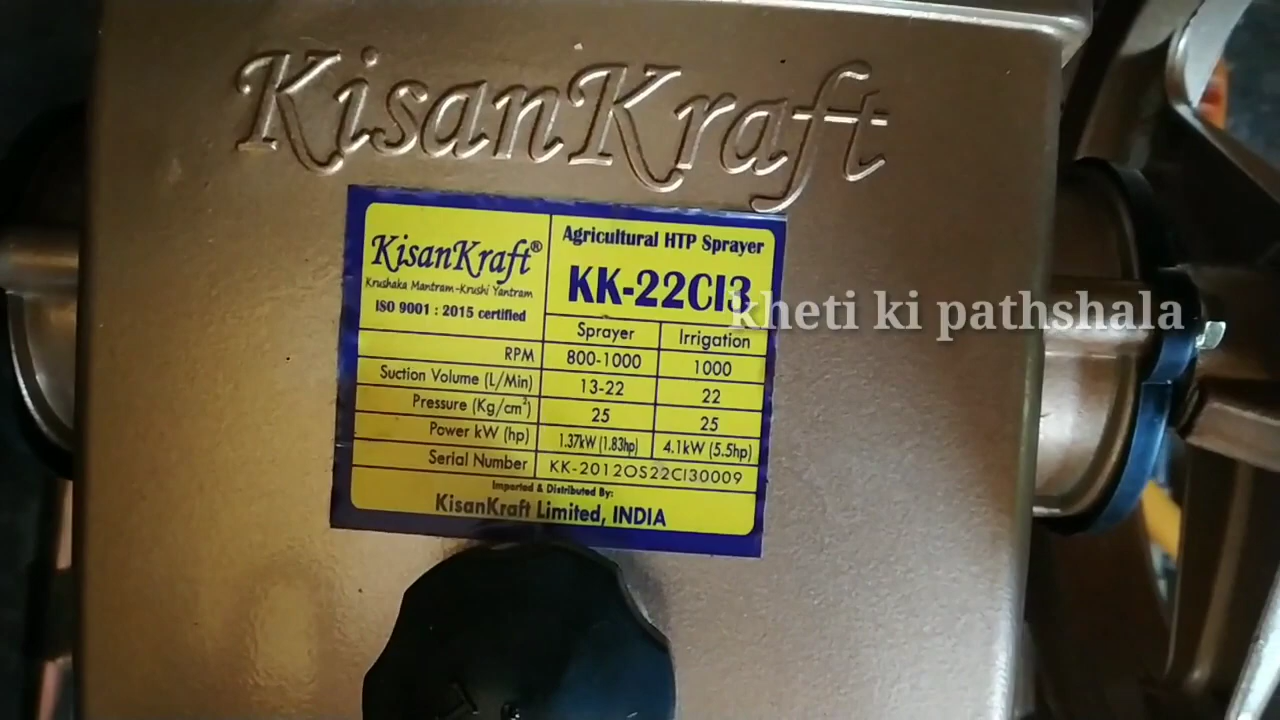 KisanKraft
KisanKraft®
Krushaka Mantram-Krushi Yantram
ISO 9001 : 2015 certified
Agricultural HTP Sprayer
KK-22CI3
kheti ki pathshala
Sprayer Irrigation
RPM 800-1000 1000
Suction Volume (L/Min) 13-22 22
Pressure (Kg/cm²) 25 25
Power kW (hp) 1.37kW (1.83hp) 4.1kW (5.5hp)
Serial Number KK-2012OS22CI30009
Imported & Distributed By:
KisanKraft Limited, INDIA